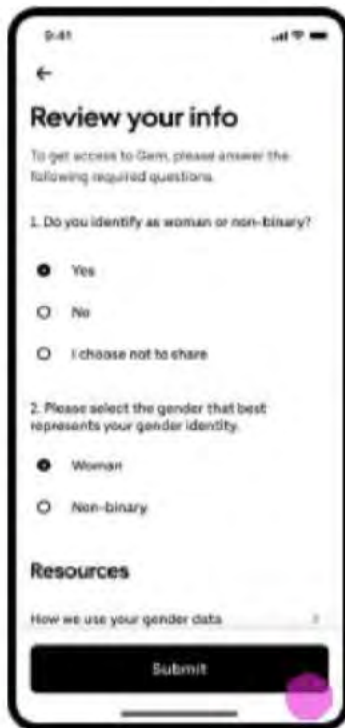 9:41
Review your info
To get access to Gem, please answer the
following required questions.
1. Do you identify as woman or non-binary?
Yes
No
I choose not to share
2. Please select the gender that best
represents your gender identity.
Woman
Non-binary
Resources
How we use your gender data
Submit